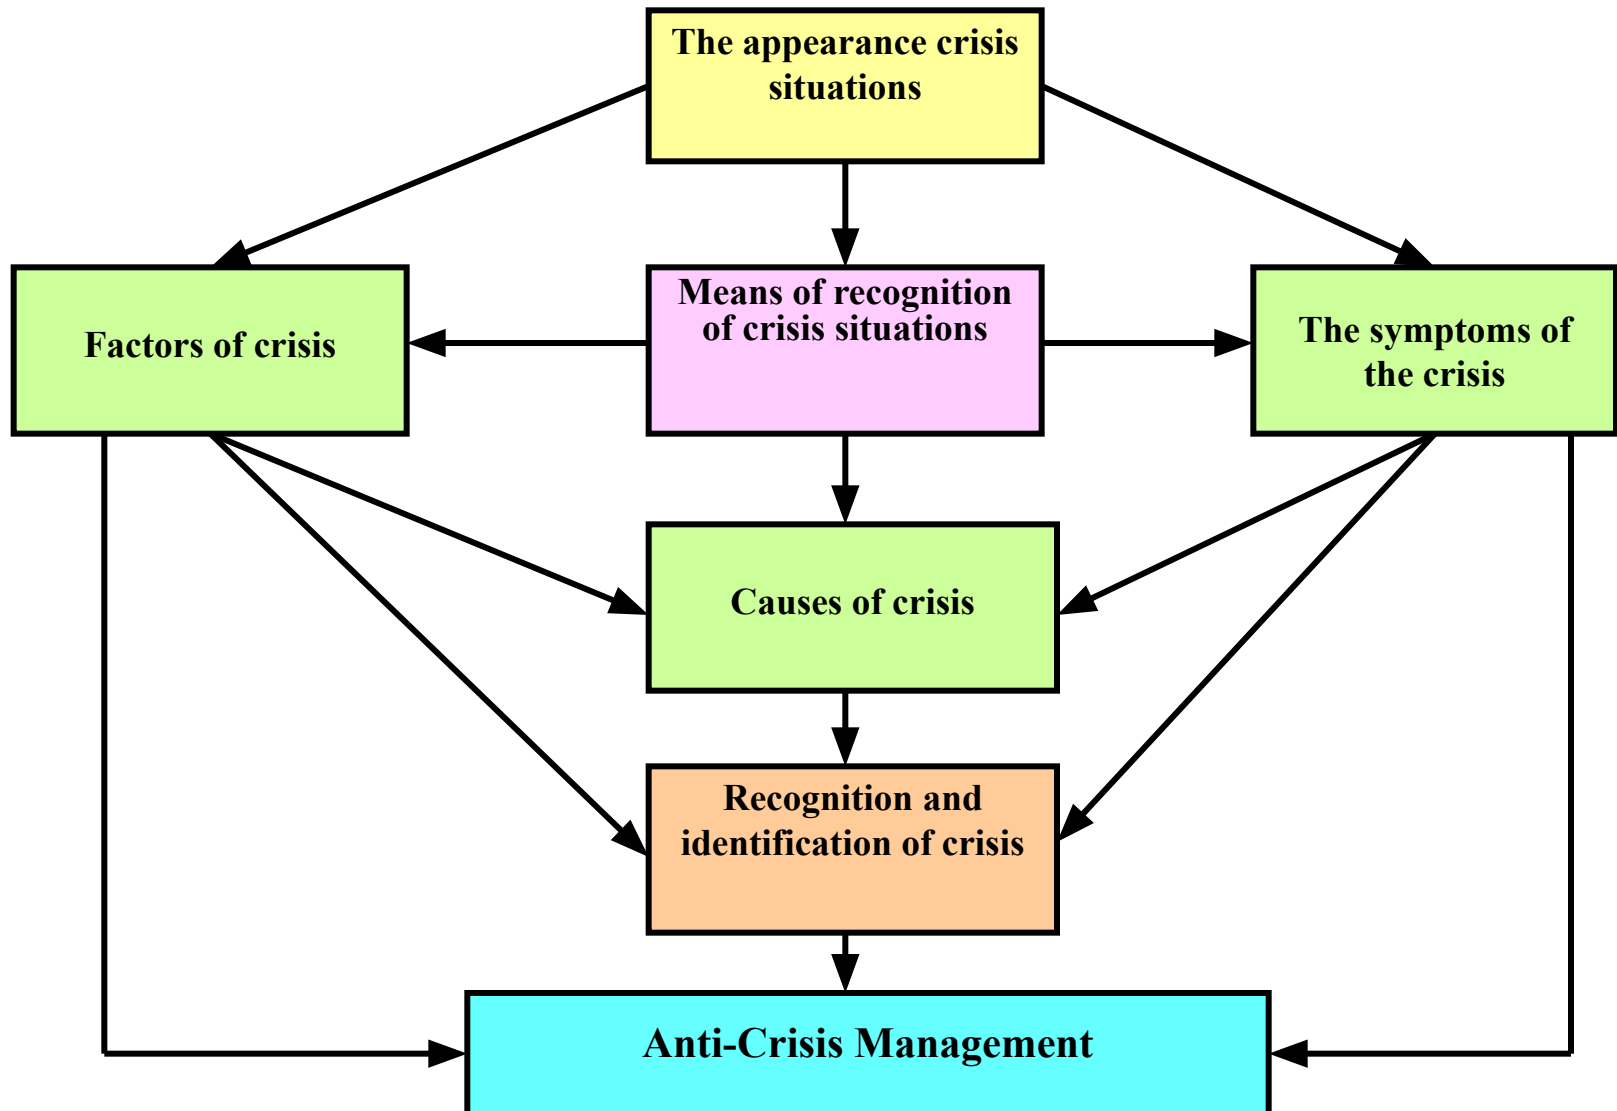 The appearance crisis
situations
Factors of crisis
Means of recognition
of crisis situations
The symptoms of
the crisis
Causes of crisis
Recognition and
identification of crisis
Anti-Crisis Management